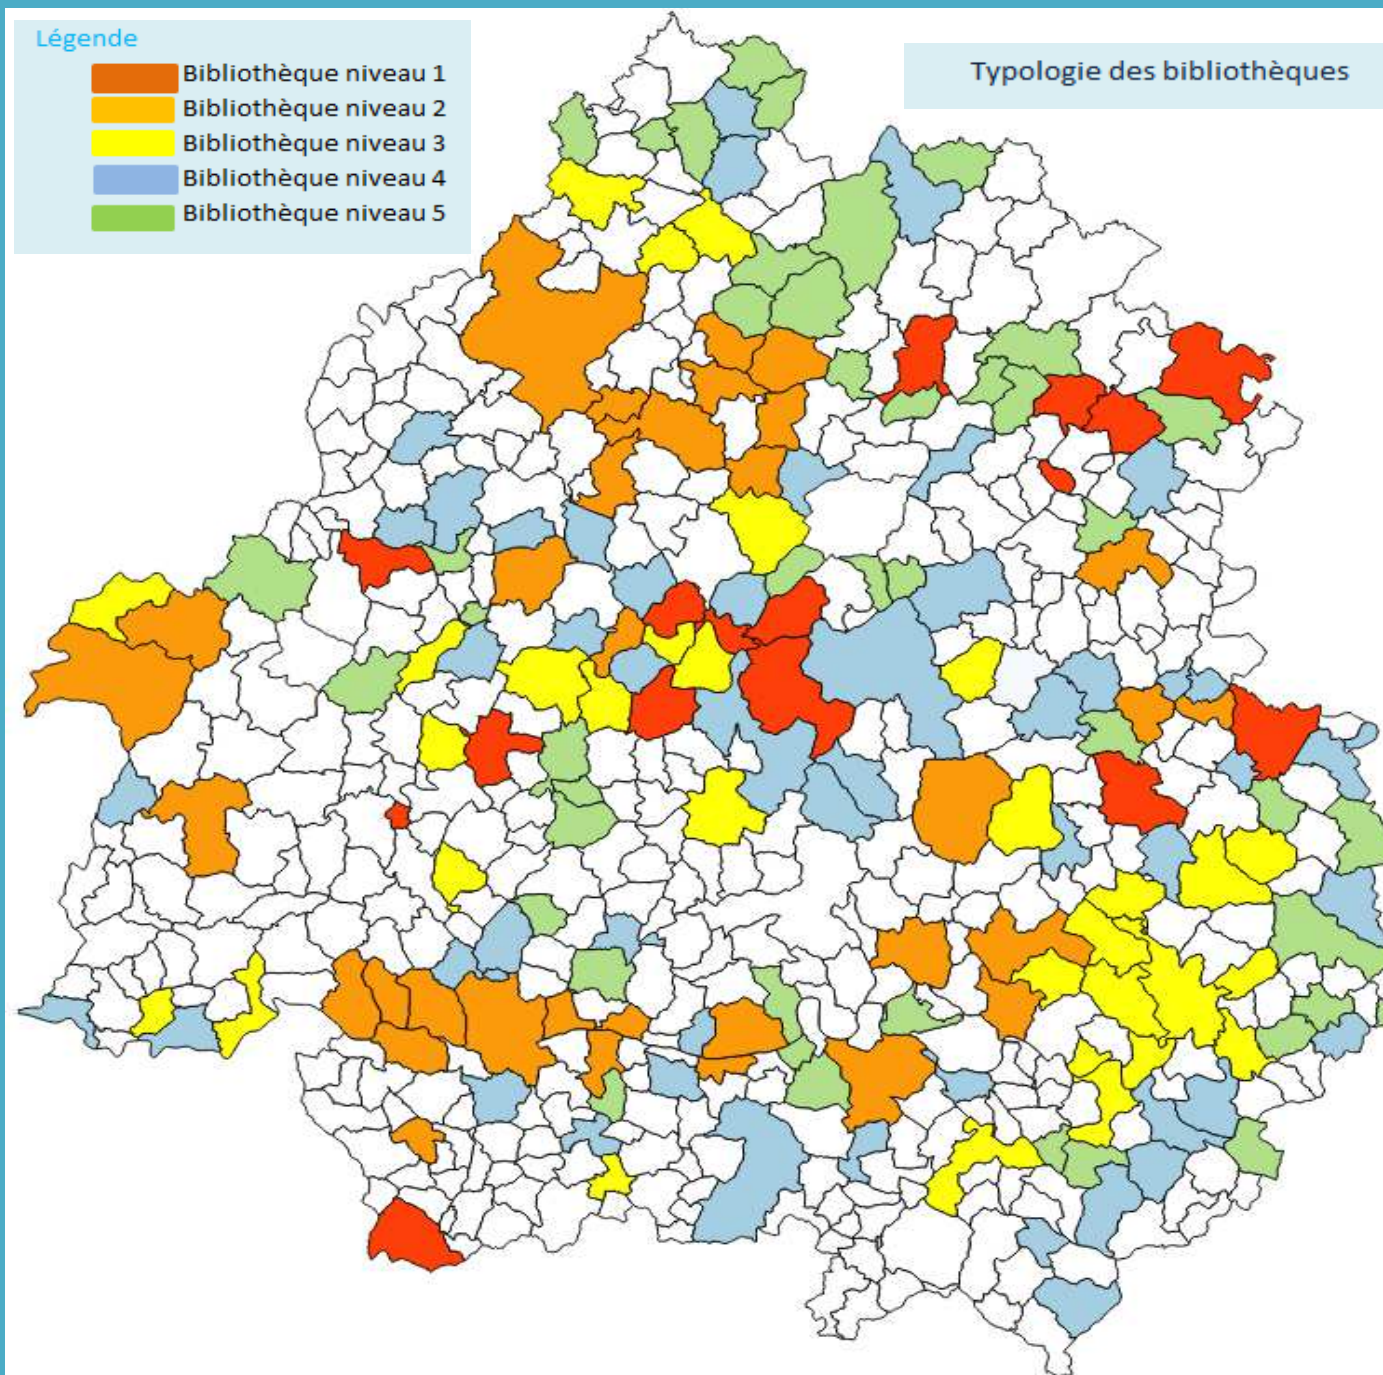 Légende
Bibliothèque niveau 1
Bibliothèque niveau 2
Bibliothèque niveau 3
Bibliothèque niveau 4
Bibliothèque niveau 5
Typologie des bibliothèques